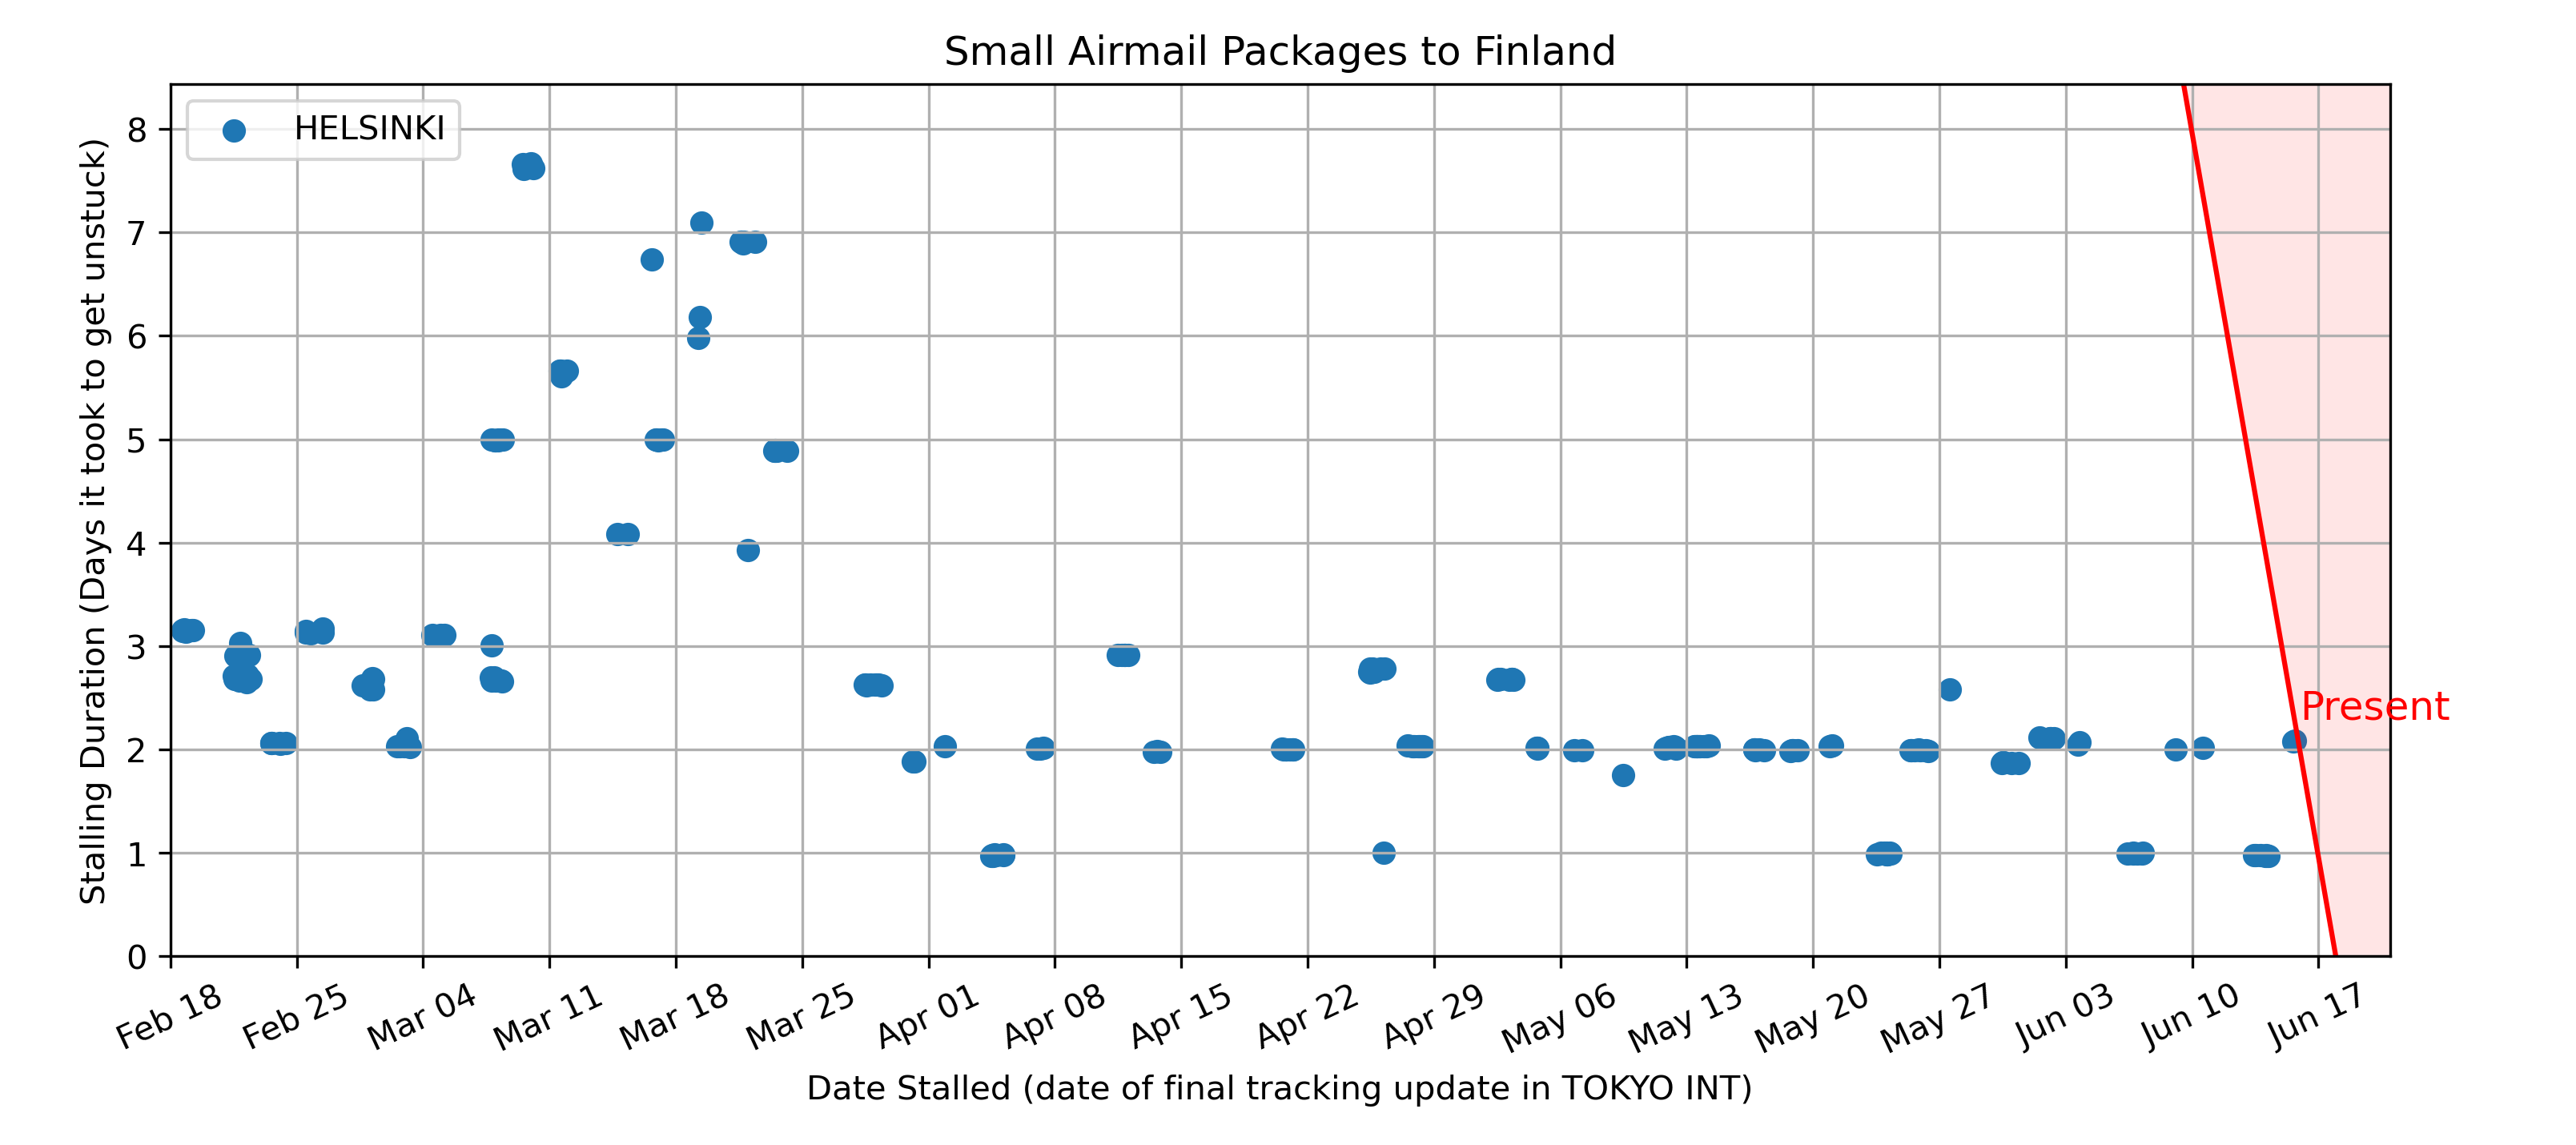 Small Airmail Packages to Finland
HELSINKI
Stalling Duration (Days it took to get unstuck)
8
7
6
5
4
3
2
1
0
Present
Feb 18
Feb 25
Mar 04
Mar 11
Mar 18
Mar 25
Apr 01
Apr 08
Apr 15
Apr 22
Apr 29
May 06
May 13
May 20
May 27
Jun 03
Jun 10
Jun 17
Date Stalled (date of final tracking update in TOKYO INT)